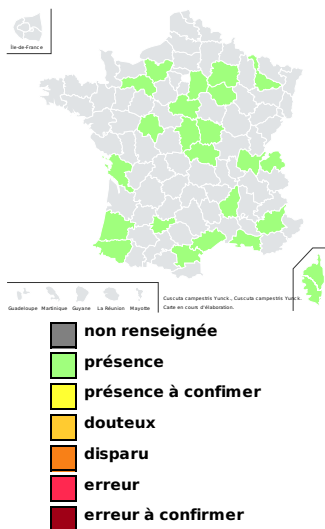 Île-de-France
Guadeloupe Martinique Guyane La Réunion Mayotte
Cuscuta campestris Yunck., Cuscuta campestris Yunck.
Carte en cours d'élaboration.
non renseignée
présence
présence à confimer
douteux
disparu
erreur
erreur à confirmer